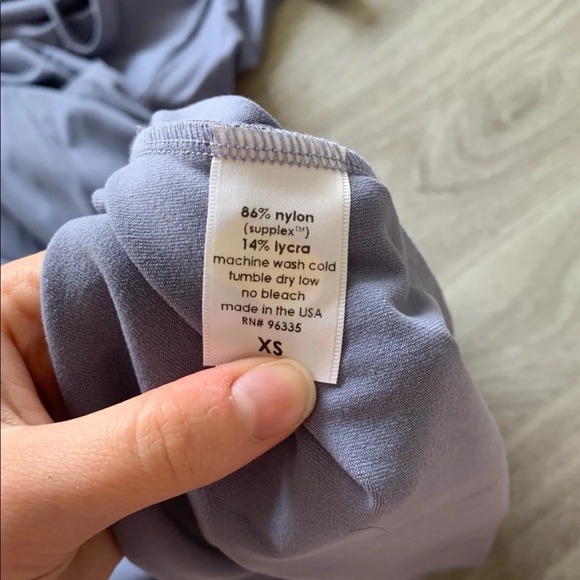 86% nylon
(supplex™)
14% lycra
machine wash cold
tumble dry low
no bleach
made in the USA
RN# 96335
XS